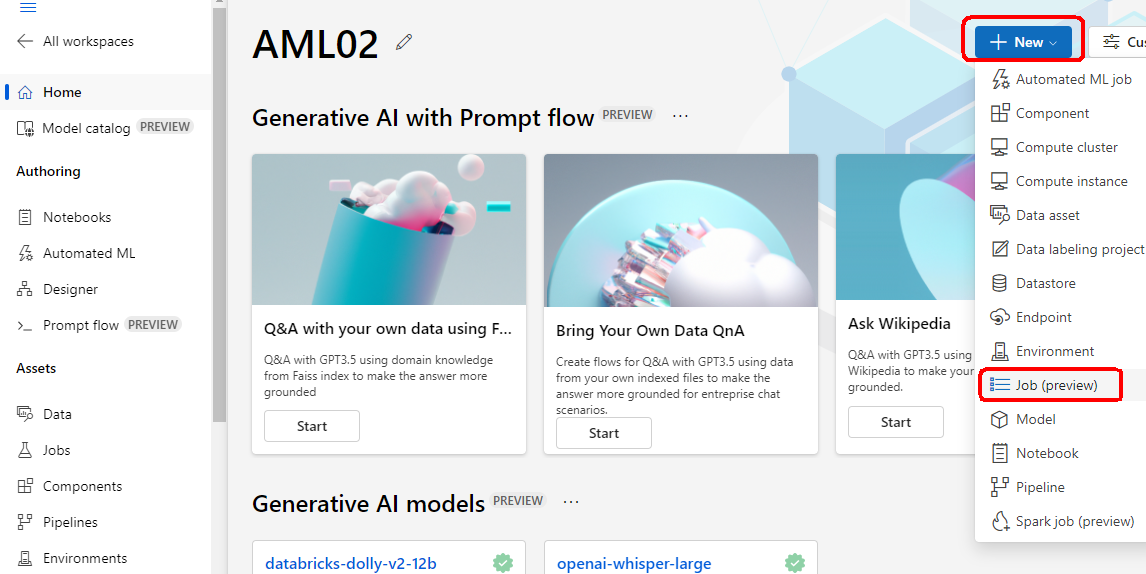 All workspaces
Home
Model catalog PREVIEW
Authoring
Notebooks
Automated ML
Designer
Prompt flow PREVIEW
Assets
Data
Jobs
Components
Pipelines
Environments
AML02
Generative AI with Prompt flow PREVIEW ...
Q&A with your own data using F...
Q&A with GPT3.5 using domain knowledge
from Faiss index to make the answer more
grounded
Start
Bring Your Own Data QnA
Create flows for Q&A with GPT3.5 using data
from your own indexed files to make the
answer more grounded for entreprise chat
scenarios.
Start
Ask Wikipedia
Q&A with GPT3.5 using
Wikipedia to make your
grounded.
Start
Generative AI models PREVIEW ...
databricks-dolly-v2-12b
openai-whisper-large
New
Cus
Automated ML job
Component
Compute cluster
Compute instance
Data asset
Data labeling project
Datastore
Endpoint
Environment
Job (preview)
Model
Notebook
Pipeline
Spark job (preview)